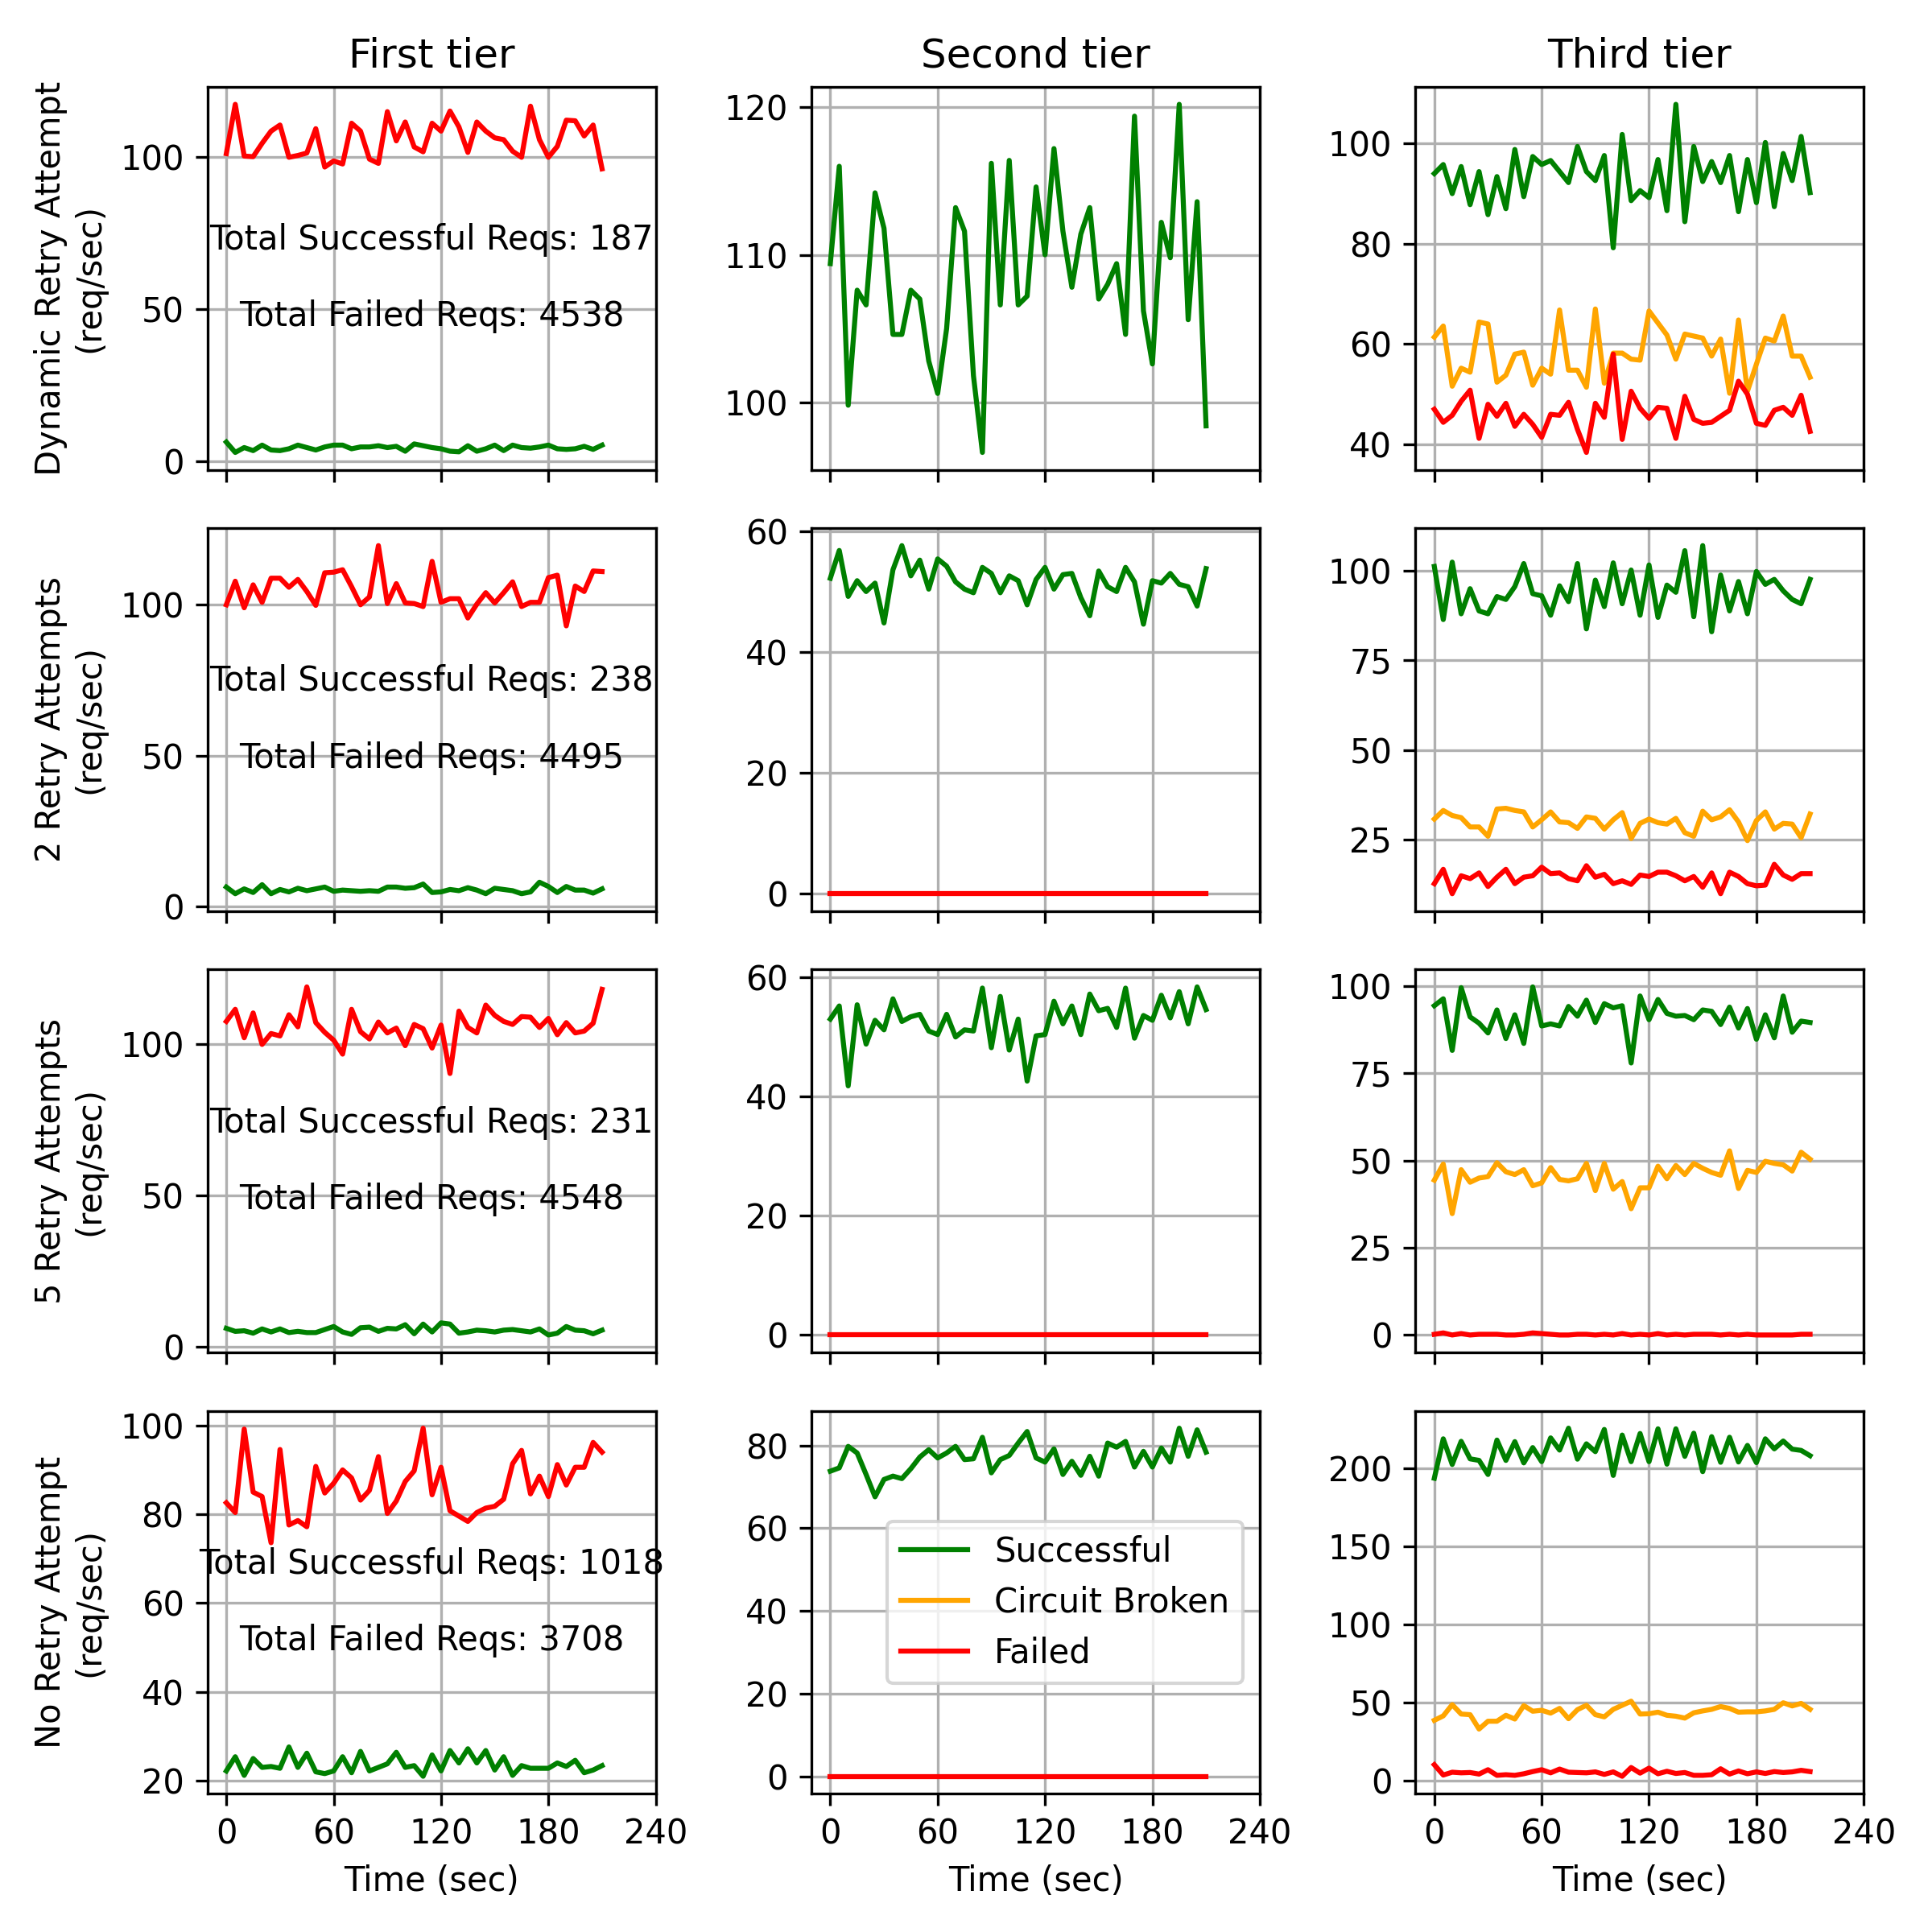 First tier
Second tier
Third tier
Dynamic Retry Attempt
(req/sec)
100
50
0
Total Successful Reqs: 187
Total Failed Reqs: 4538
120
110
100
100
80
60
40
2 Retry Attempts
(req/sec)
100
50
0
Total Successful Reqs: 238
Total Failed Reqs: 4495
60
40
20
0
100
75
50
25
5 Retry Attempts
(req/sec)
100
50
0
Total Successful Reqs: 231
Total Failed Reqs: 4548
60
40
20
0
100
75
50
25
0
No Retry Attempt
(req/sec)
100
80
60
40
20
Total Successful Reqs: 1018
Total Failed Reqs: 3708
80
60
40
20
0
Successful
Circuit Broken
Failed
200
150
100
50
0
0 60 120 180 240
0 60 120 180 240
0 60 120 180 240
Time (sec)
Time (sec)
Time (sec)